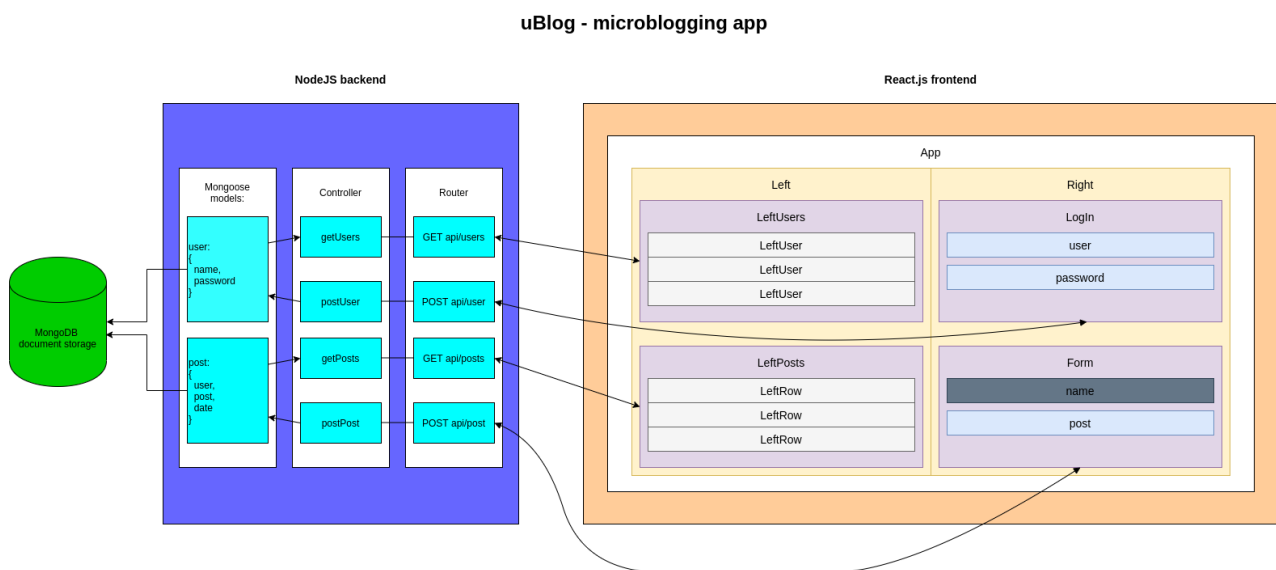 uBlog - microblogging app
NodeJS backend
React.js frontend
Mongoose
models:
Controller
Router
user:
{
name,
password
}
getUsers
GET api/users
postUser
POST api/user
post:
{
user,
post,
date
}
getPosts
GET api/posts
postPost
POST api/post
MongoDB
document storage
App
Left
Right
LeftUsers
LeftUser
LeftUser
LeftUser
LogIn
user
password
LeftPosts
LeftRow
LeftRow
LeftRow
Form
name
post